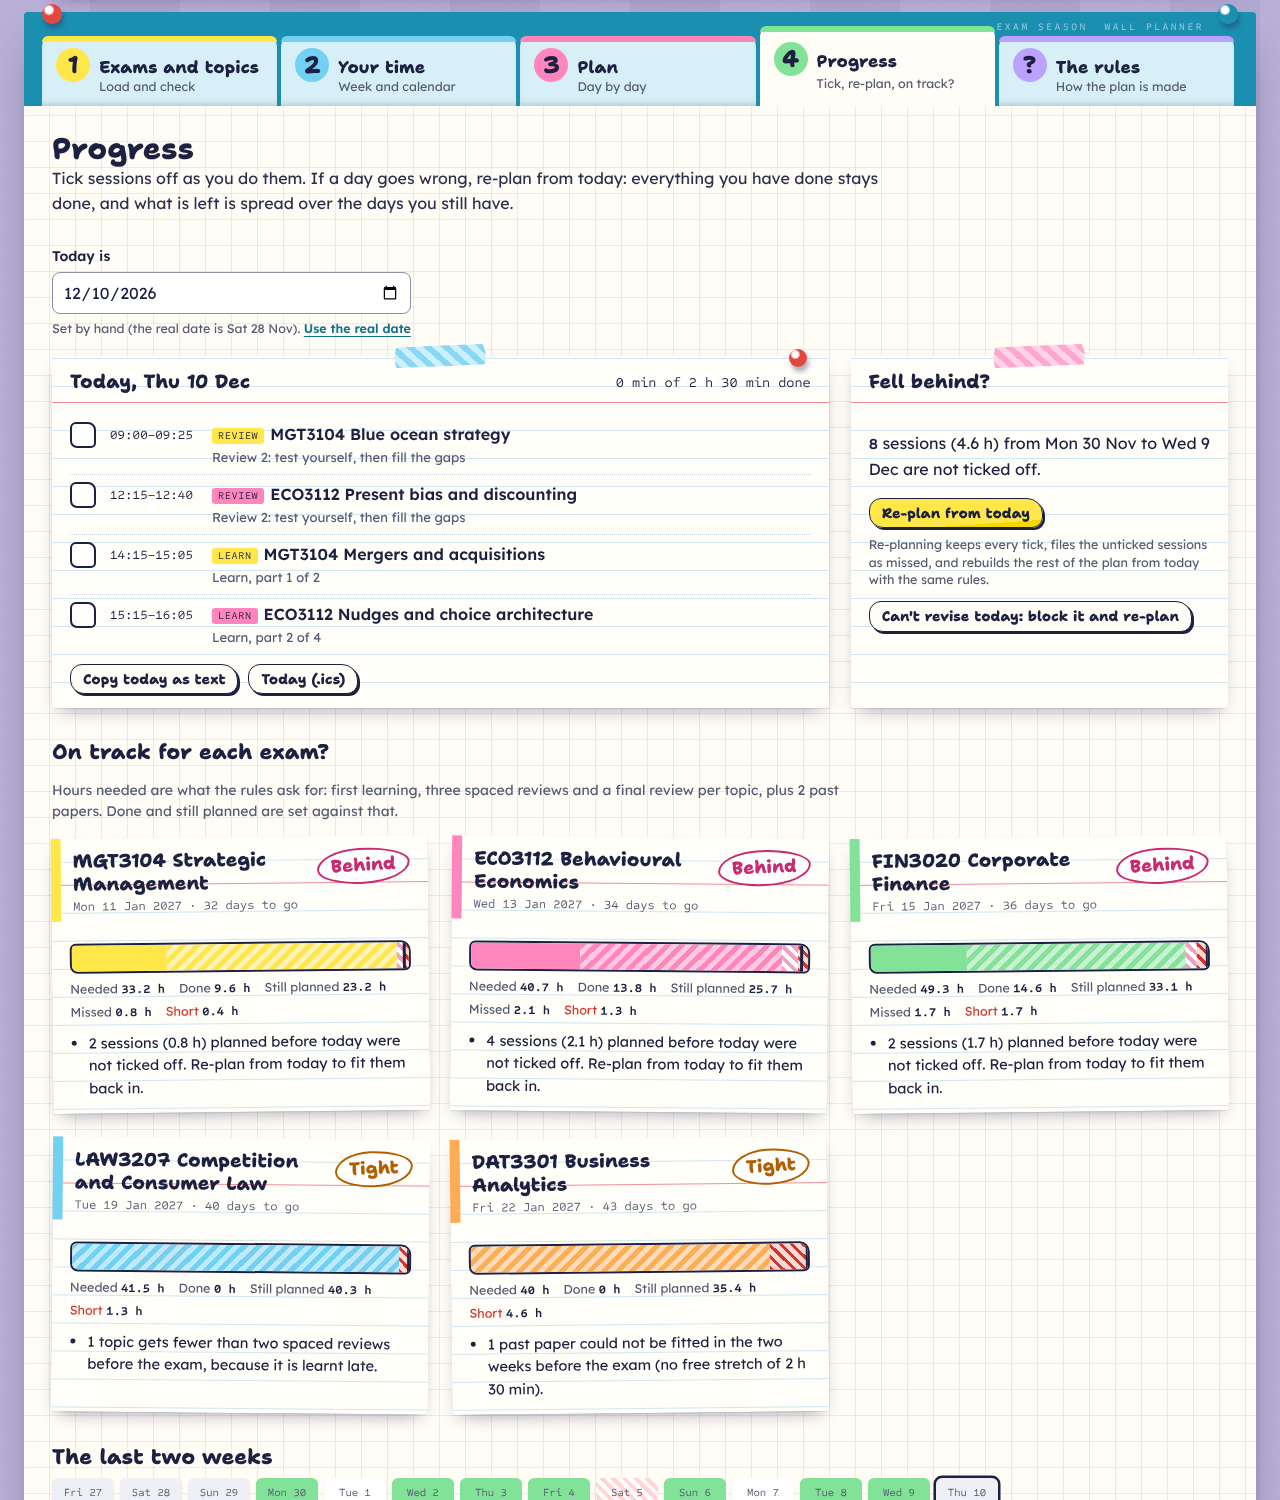 EXAM SEASON WALL PLANNER
1 Exams and topics
Load and check
2 Your time
Week and calendar
3 Plan
Day by day
4 Progress
Tick, re-plan, on track?
? The rules
How the plan is made
Progress
Tick sessions off as you do them. If a day goes wrong, re-plan from today: everything you have done stays
done, and what is left is spread over the days you still have.
Today is
12/10/2026
Set by hand (the real date is Sat 28 Nov). Use the real date
Today, Thu 10 Dec
0 min of 2 h 30 min done
09:00–09:25 REVIEW MGT3104 Blue ocean strategy
Review 2: test yourself, then fill the gaps
12:15–12:40 REVIEW ECO3112 Present bias and discounting
Review 2: test yourself, then fill the gaps
14:15–15:05 LEARN MGT3104 Mergers and acquisitions
Learn, part 1 of 2
15:15–16:05 LEARN ECO3112 Nudges and choice architecture
Learn, part 2 of 4
Copy today as text
Today (.ics)
Fell behind?
8 sessions (4.6 h) from Mon 30 Nov to Wed 9
Dec are not ticked off.
Re-plan from today
Re-planning keeps every tick, files the unticked sessions
as missed, and rebuilds the rest of the plan from today
with the same rules.
Can't revise today: block it and re-plan
On track for each exam?
Hours needed are what the rules ask for: first learning, three spaced reviews and a final review per topic, plus 2 past
papers. Done and still planned are set against that.
MGT3104 Strategic
Management
Behind
Mon 11 Jan 2027 · 32 days to go
Needed 33.2 h Done 9.6 h Still planned 23.2 h
Missed 0.8 h Short 0.4 h
• 2 sessions (0.8 h) planned before today were
not ticked off. Re-plan from today to fit them
back in.
ECO3112 Behavioural
Economics
Behind
Wed 13 Jan 2027 · 34 days to go
Needed 40.7 h Done 13.8 h Still planned 25.7 h
Missed 2.1 h Short 1.3 h
• 4 sessions (2.1 h) planned before today were
not ticked off. Re-plan from today to fit them
back in.
FIN3020 Corporate
Finance
Behind
Fri 15 Jan 2027 · 36 days to go
Needed 49.3 h Done 14.6 h Still planned 33.1 h
Missed 1.7 h Short 1.7 h
• 2 sessions (1.7 h) planned before today were
not ticked off. Re-plan from today to fit them
back in.
LAW3207 Competition
and Consumer Law
Tight
Tue 19 Jan 2027 · 40 days to go
Needed 41.5 h Done 0 h Still planned 40.3 h
Short 1.3 h
• 1 topic gets fewer than two spaced reviews
before the exam, because it is learnt late.
DAT3301 Business
Analytics
Tight
Fri 22 Jan 2027 · 43 days to go
Needed 40 h Done 0 h Still planned 35.4 h
Short 4.6 h
• 1 past paper could not be fitted in the two
weeks before the exam (no free stretch of 2 h
30 min).
The last two weeks
Fri 27 Sat 28 Sun 29 Mon 30 Tue 1 Wed 2 Thu 3 Fri 4 Sat 5 Sun 6 Mon 7 Tue 8 Wed 9 Thu 10